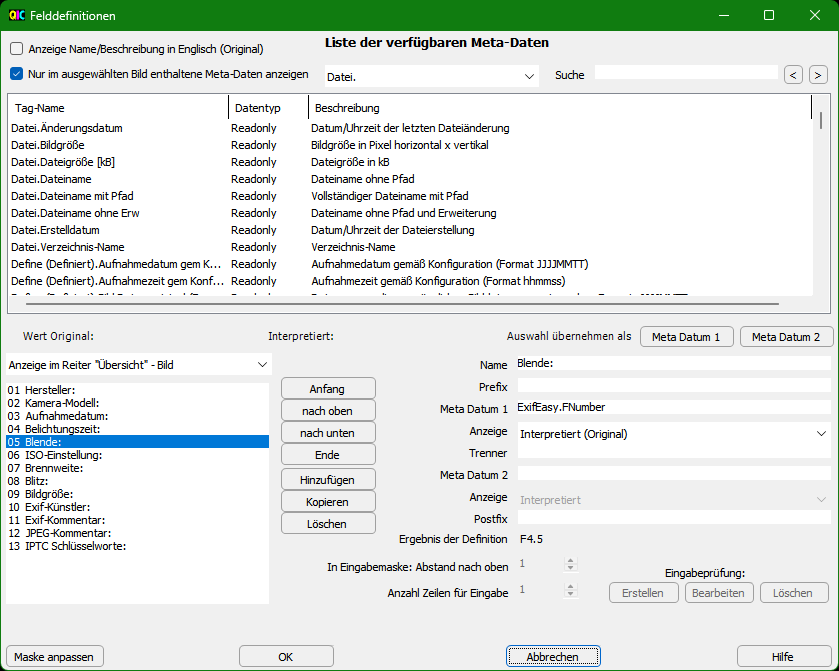 QIC Felddefinitionen
Anzeige Name/Beschreibung in Englisch (Original)
Liste der verfügbaren Meta-Daten
Nur im ausgewählten Bild enthaltene Meta-Daten anzeigen
Datei.
Suche
<
>
Tag-Name Datentyp Beschreibung
Datei.Änderungsdatum Readonly Datum/Uhrzeit der letzten Dateiänderung
Datei.Bildgröße Readonly Bildgröße in Pixel horizontal x vertikal
Datei.Dateigröße [kB] Readonly Dateigröße in kB
Datei.Dateiname Readonly Dateiname ohne Pfad
Datei.Dateiname mit Pfad Readonly Vollständiger Dateiname mit Pfad
Datei.Dateiname ohne Erw Readonly Dateiname ohne Pfad und Erweiterung
Datei.Erstelldatum Readonly Datum/Uhrzeit der Dateierstellung
Datei.Verzeichnis-Name Readonly Verzeichnis-Name
Define (Definiert).Aufnahmedatum gem K... Readonly Aufnahmedatum gemäß Konfiguration (Format JJJJMMTT)
Define (Definiert).Aufnahmezeit gem Konf... Readonly Aufnahmezeit gemäß Konfiguration (Format hhmmss)
Wert Original:
Interpretiert:
Auswahl übernehmen als
Meta Datum 1
Meta Datum 2
Anzeige im Reiter "Übersicht" - Bild
01 Hersteller:
02 Kamera-Modell:
03 Aufnahmedatum:
04 Belichtungszeit:
05 Blende:
06 ISO-Einstellung:
07 Brennweite:
08 Blitz:
09 Bildgröße:
10 Exif-Künstler:
11 Exif-Kommentar:
12 JPEG-Kommentar:
13 IPTC Schlüsselworte:
Anfang
nach oben
nach unten
Ende
Hinzufügen
Kopieren
Löschen
Name Blende:
Prefix
Meta Datum 1 ExifEasy.FNumber
Anzeige Interpretiert (Original)
Trenner
Meta Datum 2
Anzeige Interpretiert
Postfix
Ergebnis der Definition F4.5
In Eingabemaske: Abstand nach oben 1
Anzahl Zeilen für Eingabe 1
Eingabeprüfung:
Erstellen
Bearbeiten
Löschen
Maske anpassen
OK
Abbrechen
Hilfe